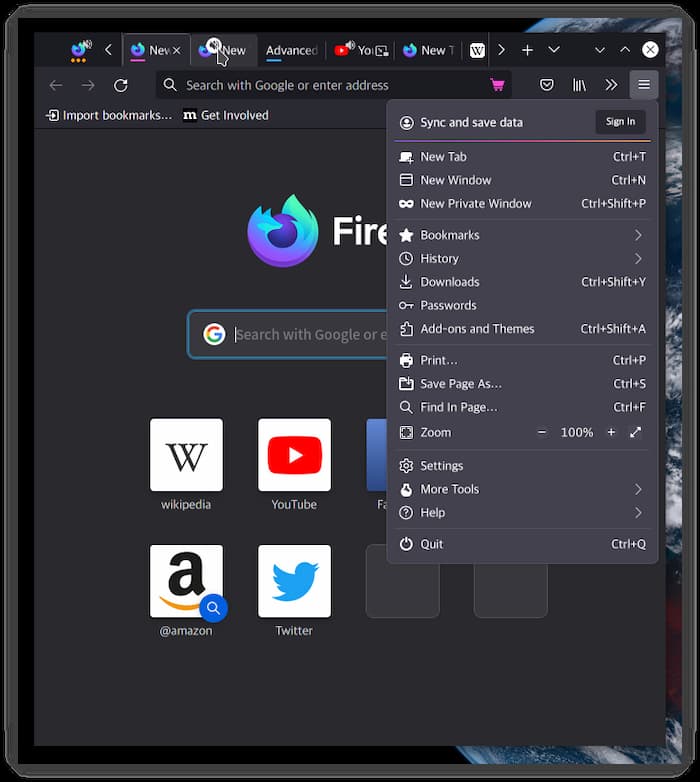 New
New
Advanced
You
New T
W
Search with Google or enter address
Import bookmarks...
m Get Involved
Sync and save data
Sign In
New Tab Ctrl+T
New Window Ctrl+N
New Private Window Ctrl+Shift+P
Bookmarks
History
Downloads Ctrl+Shift+Y
Passwords
Add-ons and Themes Ctrl+Shift+A
Print... Ctrl+P
Save Page As... Ctrl+S
Find In Page... Ctrl+F
Zoom − 100% +
Settings
More Tools
Help
Quit Ctrl+Q
Fire
G Search with Google or e
W
wikipedia
YouTube
Fa
a
@amazon
Twitter